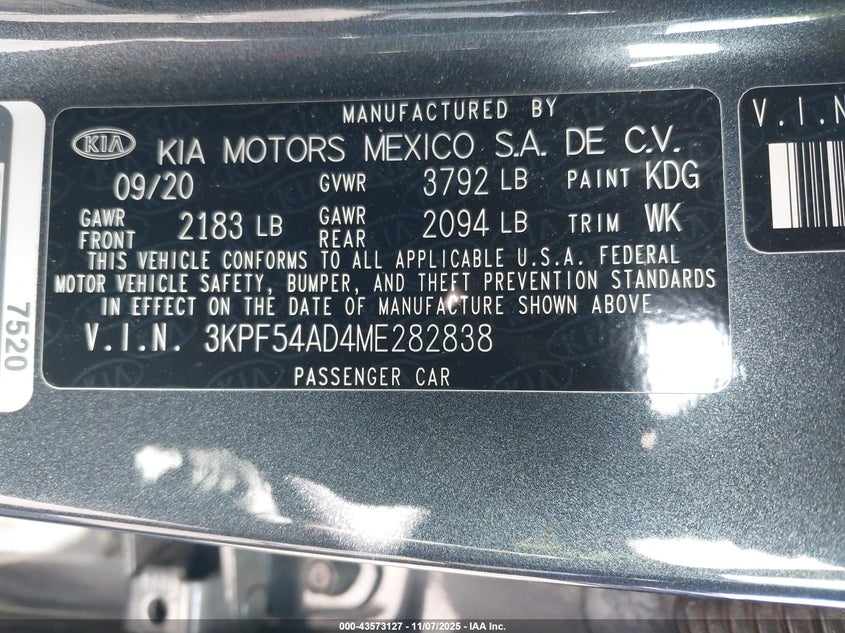 MANUFACTURED BY
KIA KIA MOTORS MEXICO S.A. DE C.V.
09/20 GVWR 3792 LB PAINT KDG
GAWR FRONT 2183 LB GAWR REAR 2094 LB TRIM WK
THIS VEHICLE CONFORMS TO ALL APPLICABLE U.S.A. FEDERAL
MOTOR VEHICLE SAFETY, BUMPER, AND THEFT PREVENTION STANDARDS
IN EFFECT ON THE DATE OF MANUFACTURE SHOWN ABOVE.
V.I.N. 3KPF54AD4ME282838
PASSENGER CAR
V.I.N
7520
000-43573127 - 11/07/2025 - IAA Inc.